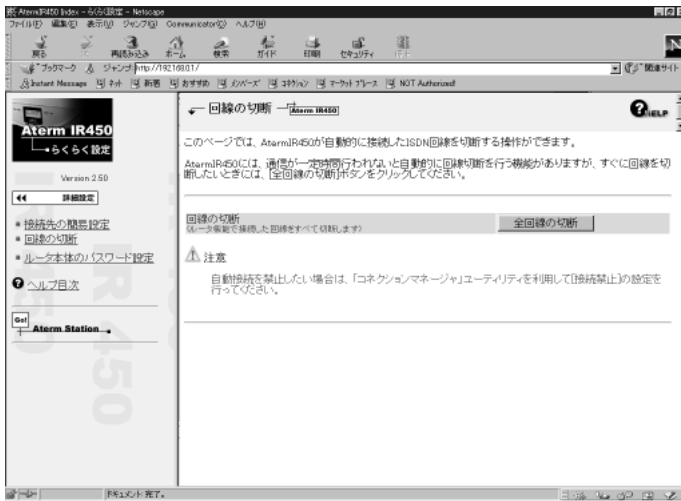 AtermIR450 Index - らくらく設定 - Netscape
ファイル(F) 編集(E) 表示(V) ジャンプ(G) Communicator(C) ヘルプ(H)
戻る 再読み込み ホーム 検索 ガイド 印刷 セキュリティ 停止
ブックマーク ジャンプ: http://192.168.0.1/ 関連サイト
Instant Message ネット 新着 おすすめ メンバーズ コネクション マーケットプレース NOT Authorized!
Aterm IR450
らくらく設定
Version 2.50
詳細設定
接続先の簡易設定
回線の切断
ルータ本体のパスワード設定
ヘルプ目次
Go!
Aterm Station
IR 450
回線の切断 Aterm IR450
HELP
このページでは、AtermIR450が自動的に接続したISDN回線を切断する操作ができます。
AtermIR450には、通信が一定時間行われないと自動的に回線切断を行う機能がありますが、すぐに回線を切
断したいときには、[全回線の切断]ボタンをクリックしてください。
回線の切断
(ルータ機能で接続した回線をすべて切断します)
全回線の切断
注意
自動接続を禁止したい場合は、「コネクションマネージャ」ユーティリティを利用して[接続禁止]の設定を
行ってください。
ドキュメント:完了。